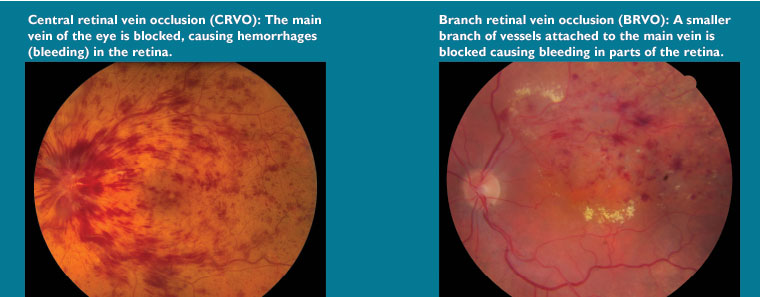 Central retinal vein occlusion (CRVO): The main
vein of the eye is blocked, causing hemorrhages
(bleeding) in the retina.
Branch retinal vein occlusion (BRVO): A smaller
branch of vessels attached to the main vein is
blocked causing bleeding in parts of the retina.